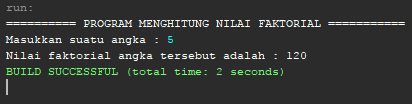 run:
========== PROGRAM MENGHITUNG NILAI FAKTORIAL ===========
Masukkan suatu angka : 5
Nilai faktorial angka tersebut adalah : 120
BUILD SUCCESSFUL (total time: 2 seconds)